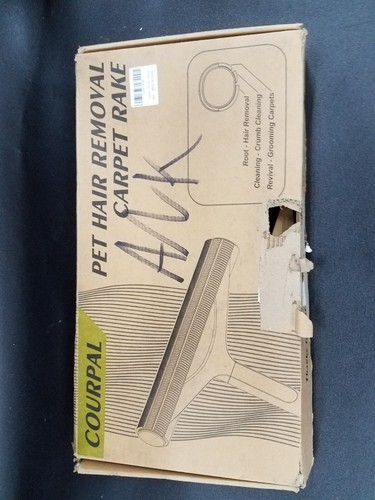 COURPAL
PET HAIR REMOVAL
CARPET RAKE
Root - Hair Removal
Cleaning - Crumb Cleaning
Revival - Grooming Carpets